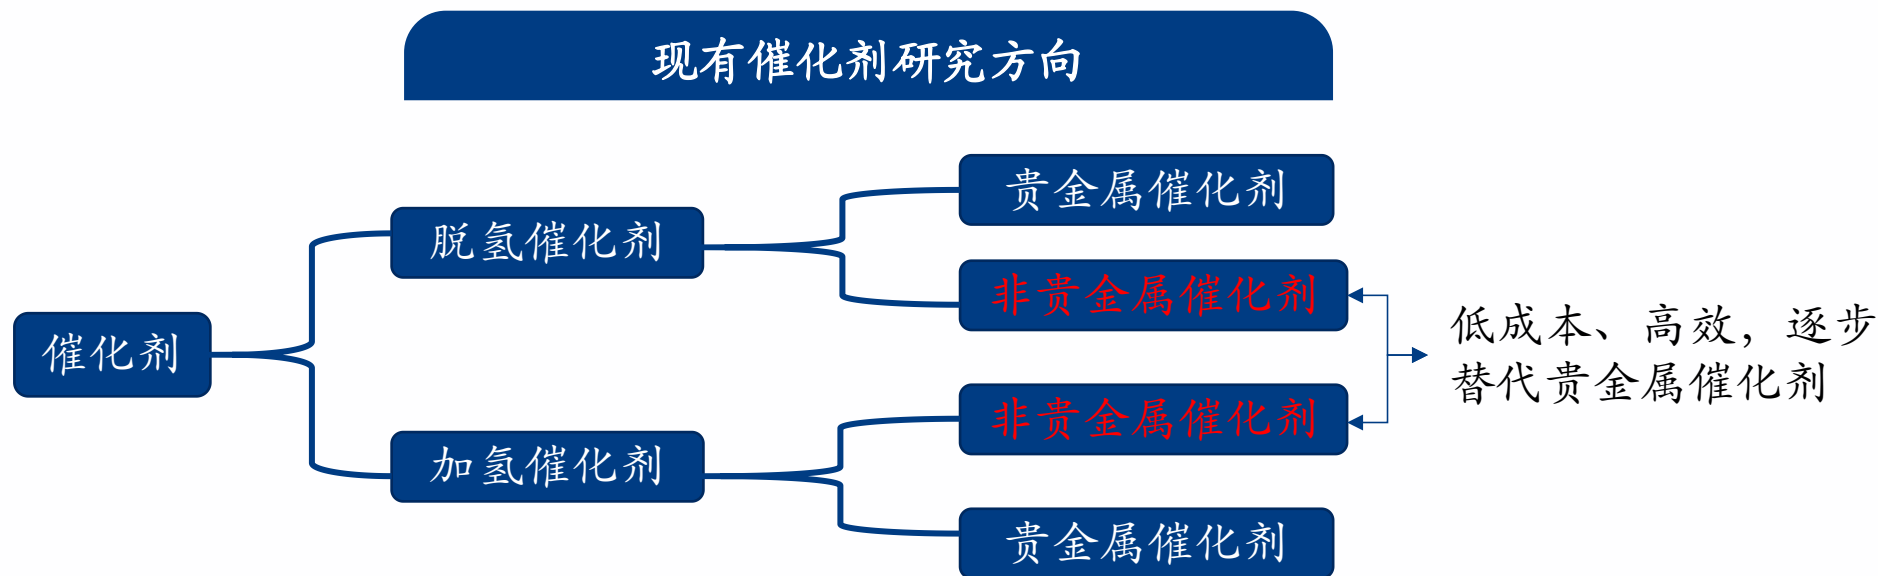 现有催化剂研究方向
贵金属催化剂
脱氢催化剂
非贵金属催化剂
催化剂
低成本、高效，逐步
替代贵金属催化剂
非贵金属催化剂
加氢催化剂
贵金属催化剂